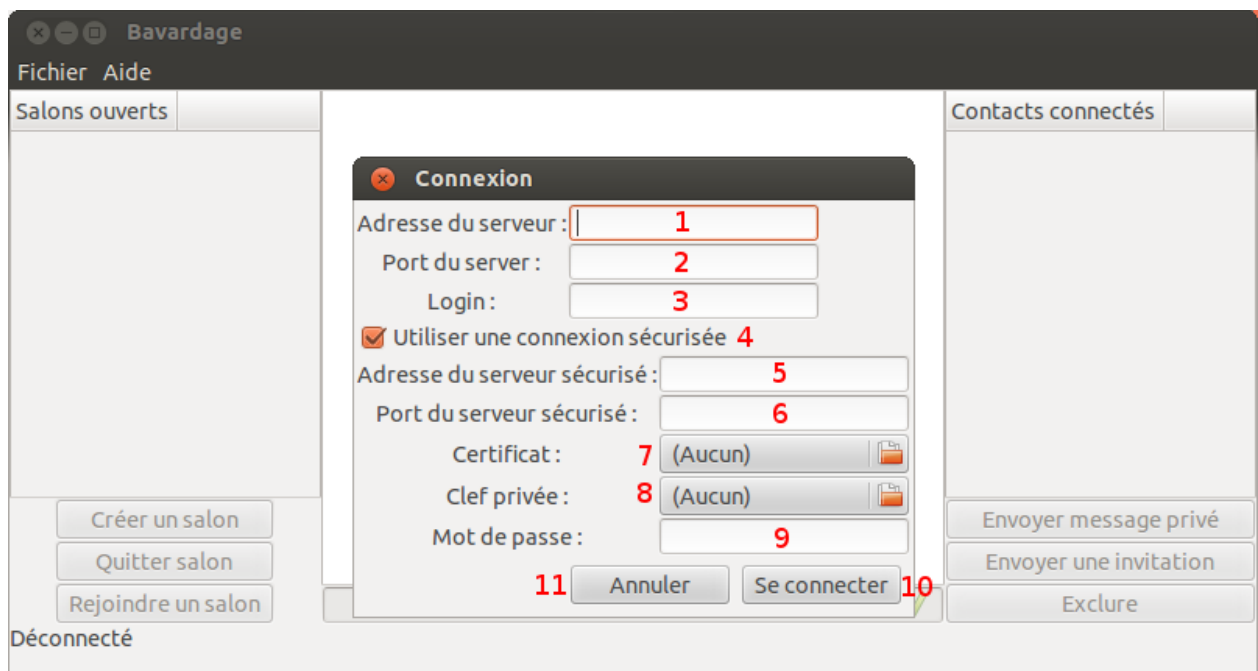 Bavardage
Fichier Aide
Salons ouverts
Contacts connectés
Connexion
Adresse du serveur : 1
Port du server : 2
Login : 3
Utiliser une connexion sécurisée 4
Adresse du serveur sécurisé : 5
Port du serveur sécurisé : 6
Certificat : 7 (Aucun)
Clef privée : 8 (Aucun)
Mot de passe : 9
11 Annuler Se connecter 10
Créer un salon
Quitter salon
Rejoindre un salon
Envoyer message privé
Envoyer une invitation
Exclure
Déconnecté